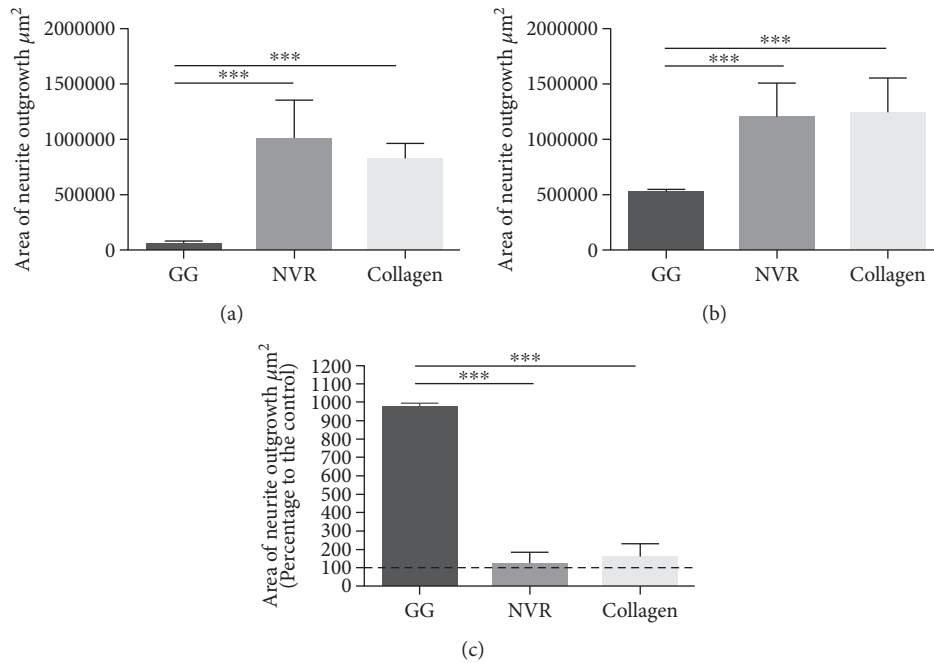 2000000
1500000
1000000
500000
0
Area of neurite outgrowth μm²
***
***
GG NVR Collagen
(a)
2000000
1500000
1000000
500000
0
Area of neurite outgrowth μm²
***
***
GG NVR Collagen
(b)
1200
1100
1000
900
800
700
600
500
400
300
200
100
0
Area of neurite outgrowth μm²
(Percentage to the control)
***
***
GG NVR Collagen
(c)